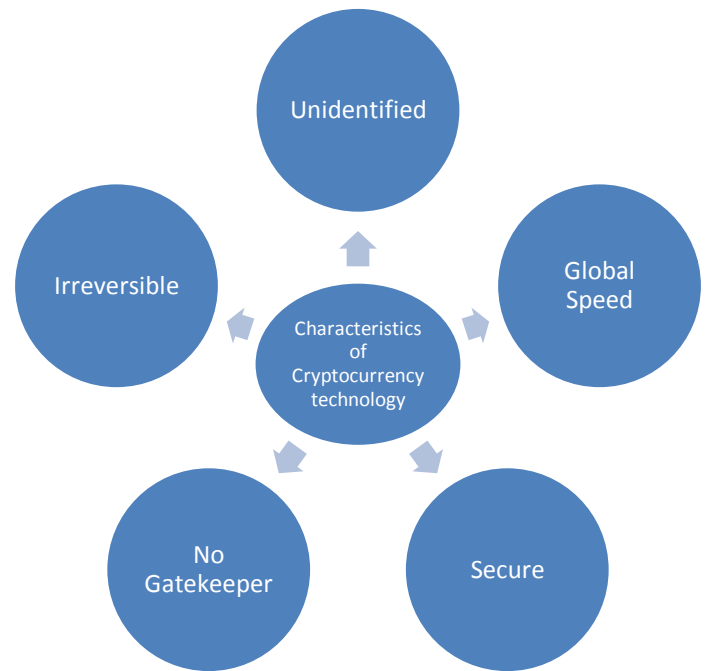 Unidentified
Global
Speed
Secure
No
Gatekeeper
Irreversible
Characteristics
of
Cryptocurrency
technology